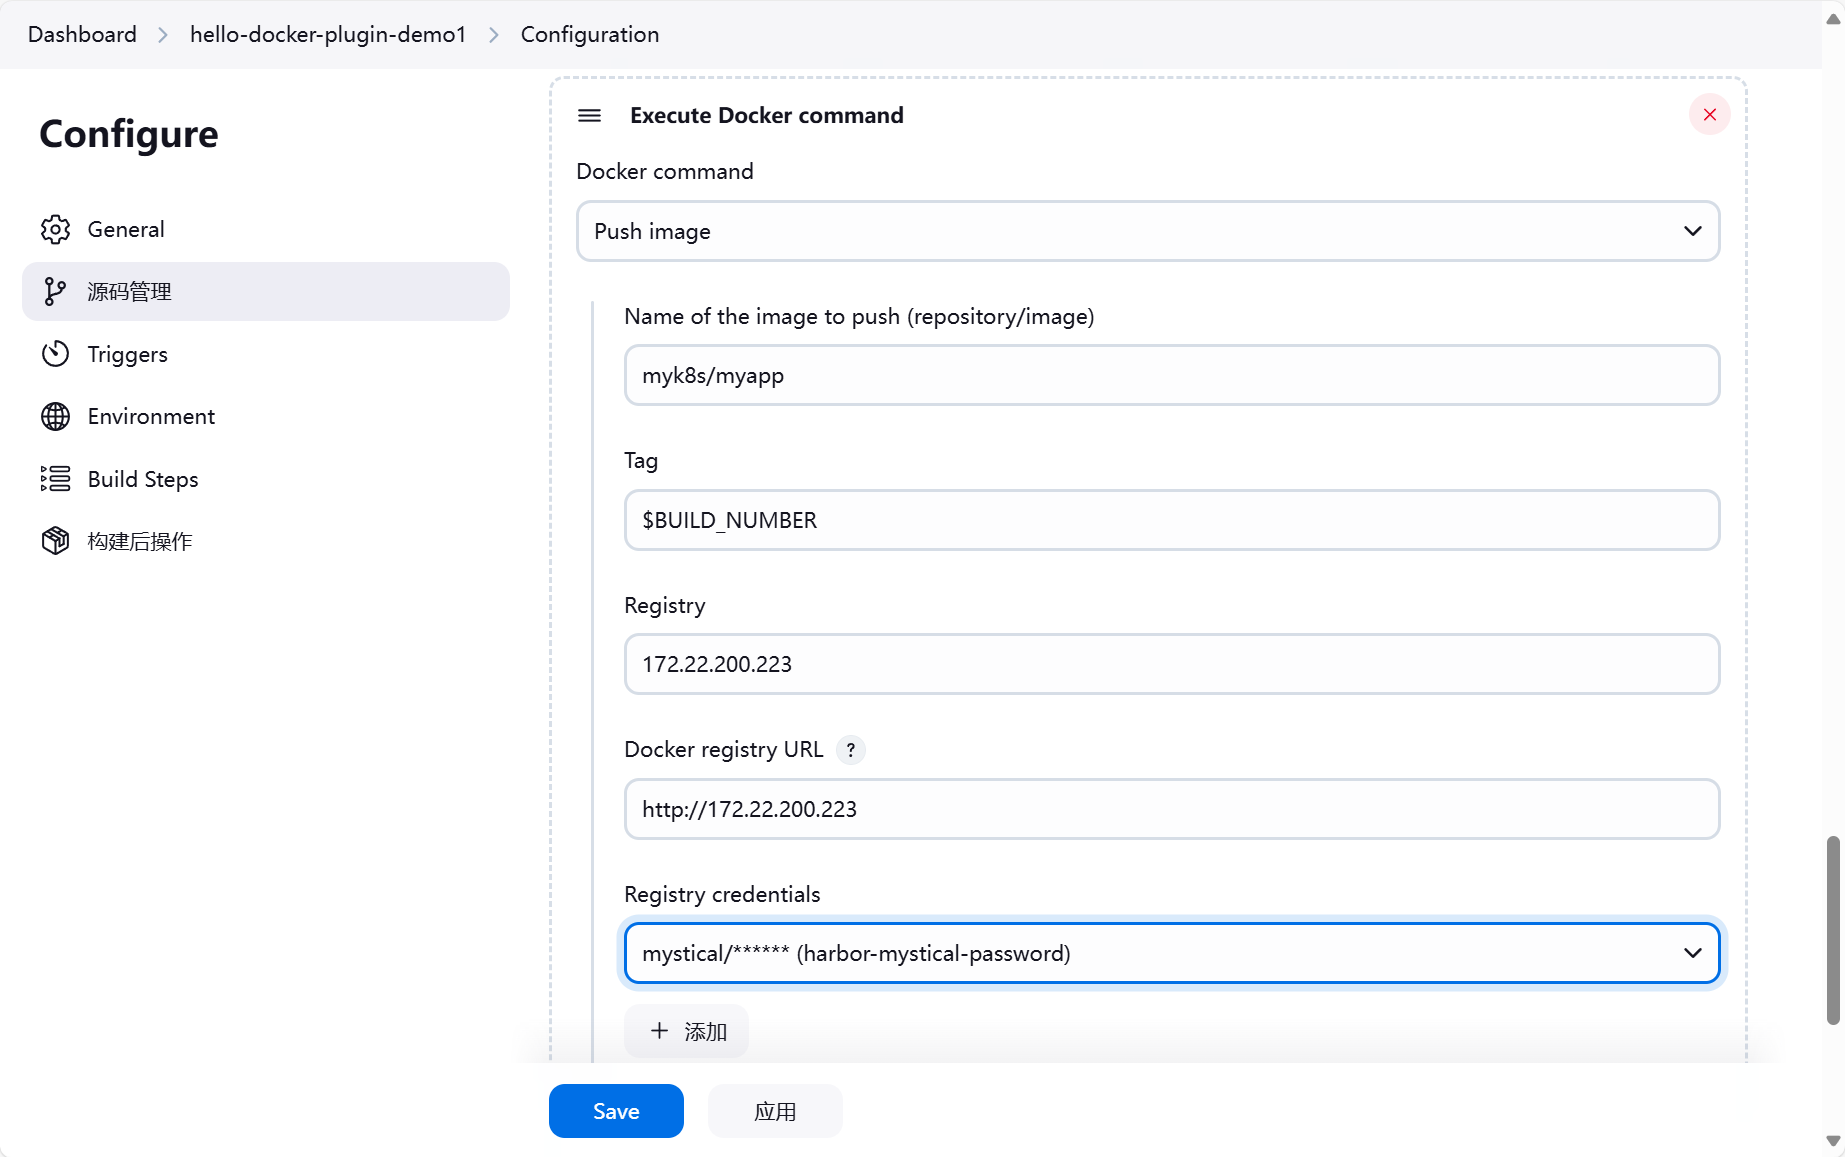 Dashboard > hello-docker-plugin-demo1 > Configuration
Configure
General
源码管理
Triggers
Environment
Build Steps
构建后操作
Execute Docker command
Docker command
Push image
Name of the image to push (repository/image)
myk8s/myapp
Tag
$BUILD_NUMBER
Registry
172.22.200.223
Docker registry URL ?
http://172.22.200.223
Registry credentials
mystical/****** (harbor-mystical-password)
+ 添加
Save 应用